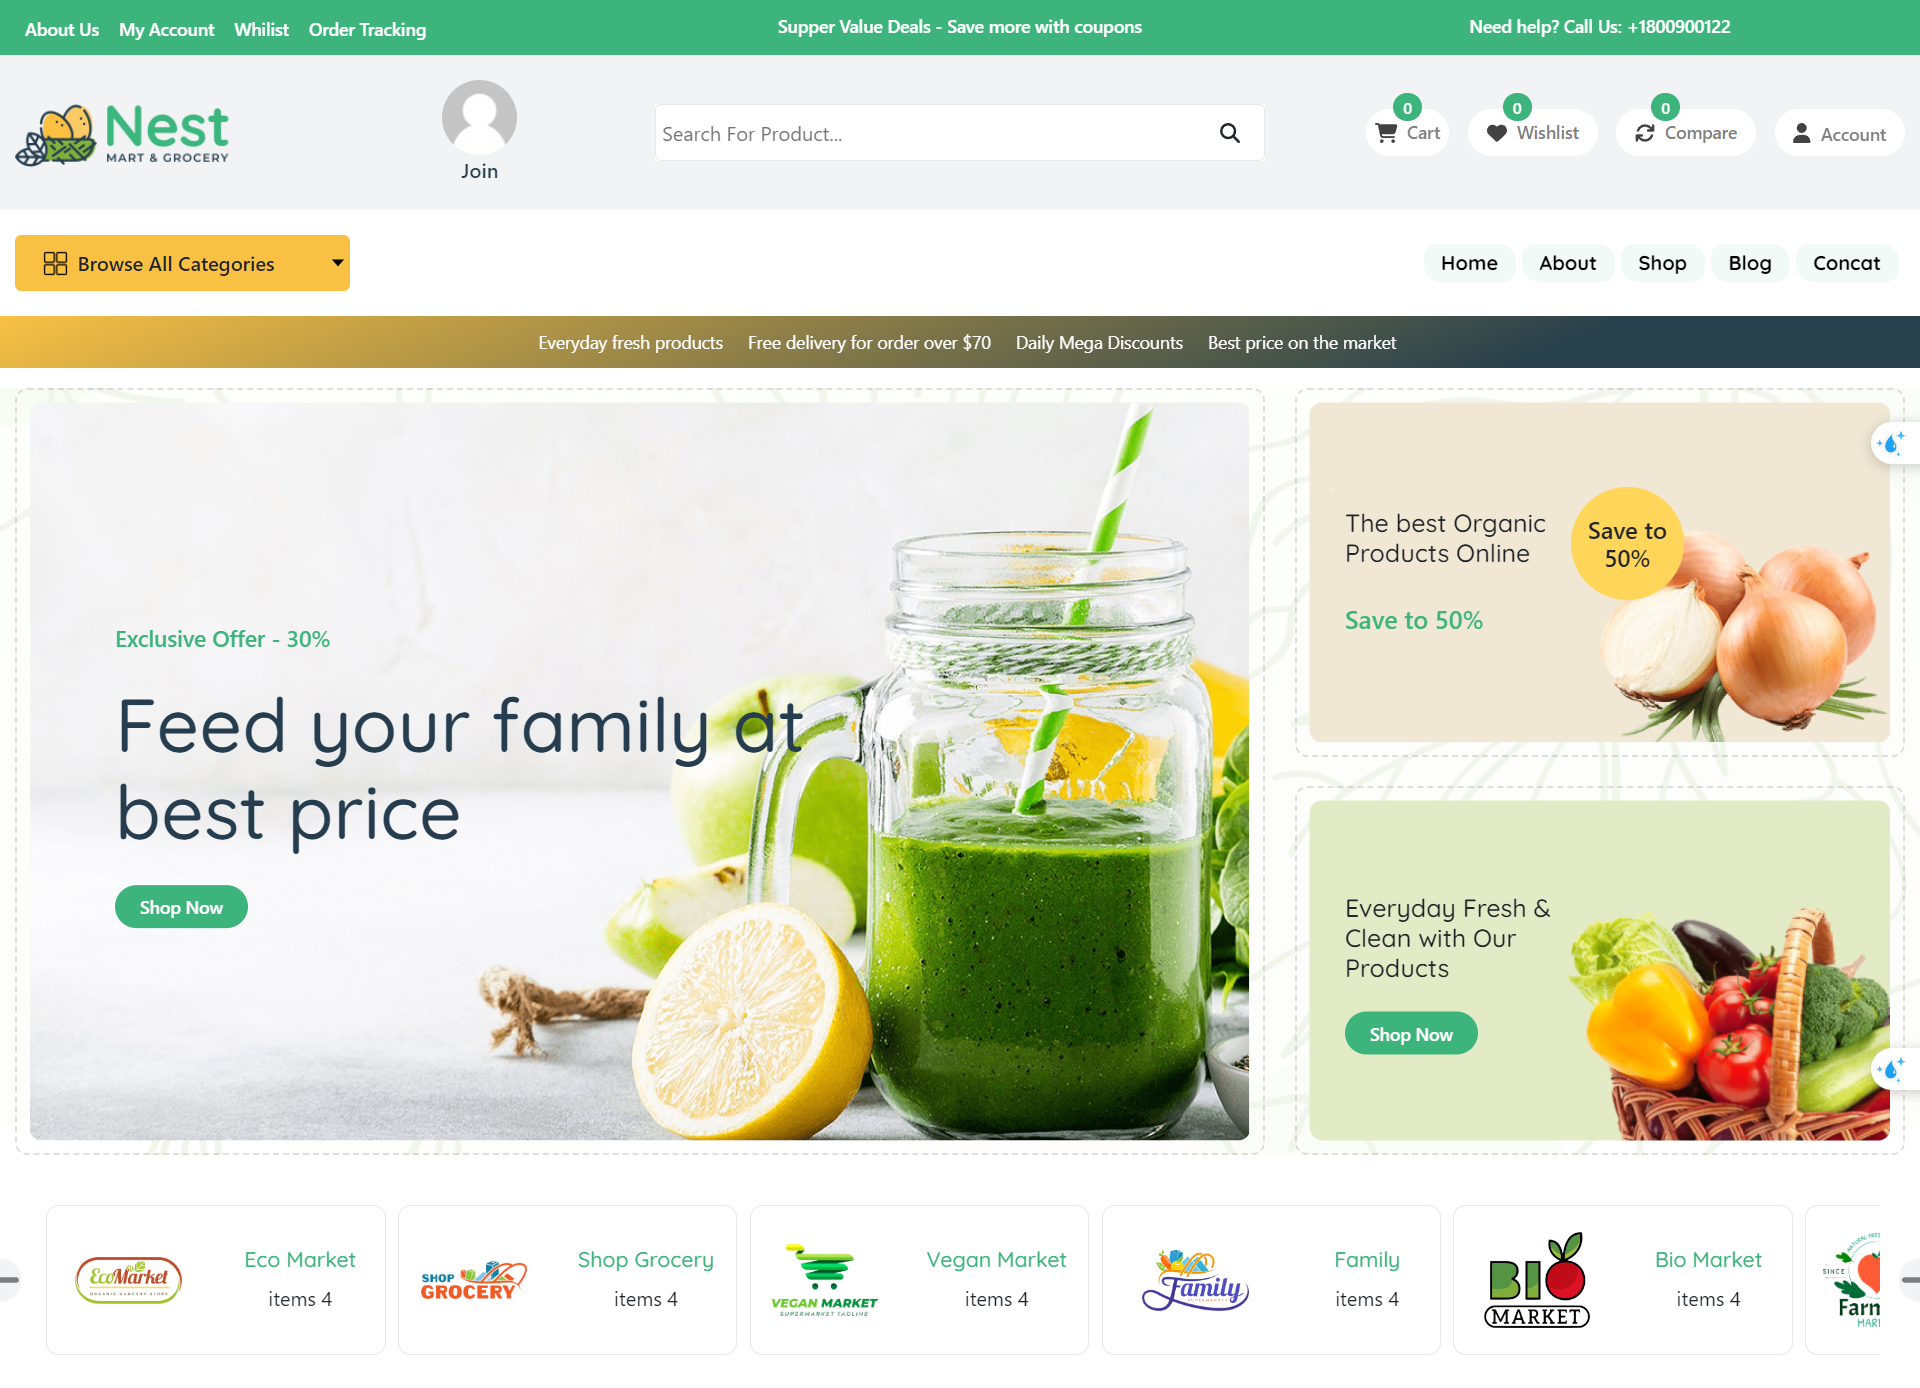 About Us My Account Whilist Order Tracking
Supper Value Deals - Save more with coupons
Need help? Call Us: +1800900122
Nest
MART & GROCERY
Join
Search For Product...
0
Cart
0
Wishlist
0
Compare
Account
Browse All Categories
Home About Shop Blog Concat
Everyday fresh products Free delivery for order over $70 Daily Mega Discounts Best price on the market
Exclusive Offer - 30%
Feed your family at
best price
Shop Now
The best Organic
Products Online
Save to 50%
Save to
50%
Everyday Fresh &
Clean with Our
Products
Shop Now
EcoMarket
ORGANIC GROCERY STORE
Eco Market
items 4
SHOP
GROCERY
Shop Grocery
items 4
VEGAN MARKET
SUPERMARKET TAGLINE
Vegan Market
items 4
Family
SUPERMARKET
Family
items 4
BIO
MARKET
Bio Market
items 4
NATURAL FRES
SINCE
Farm
MAR